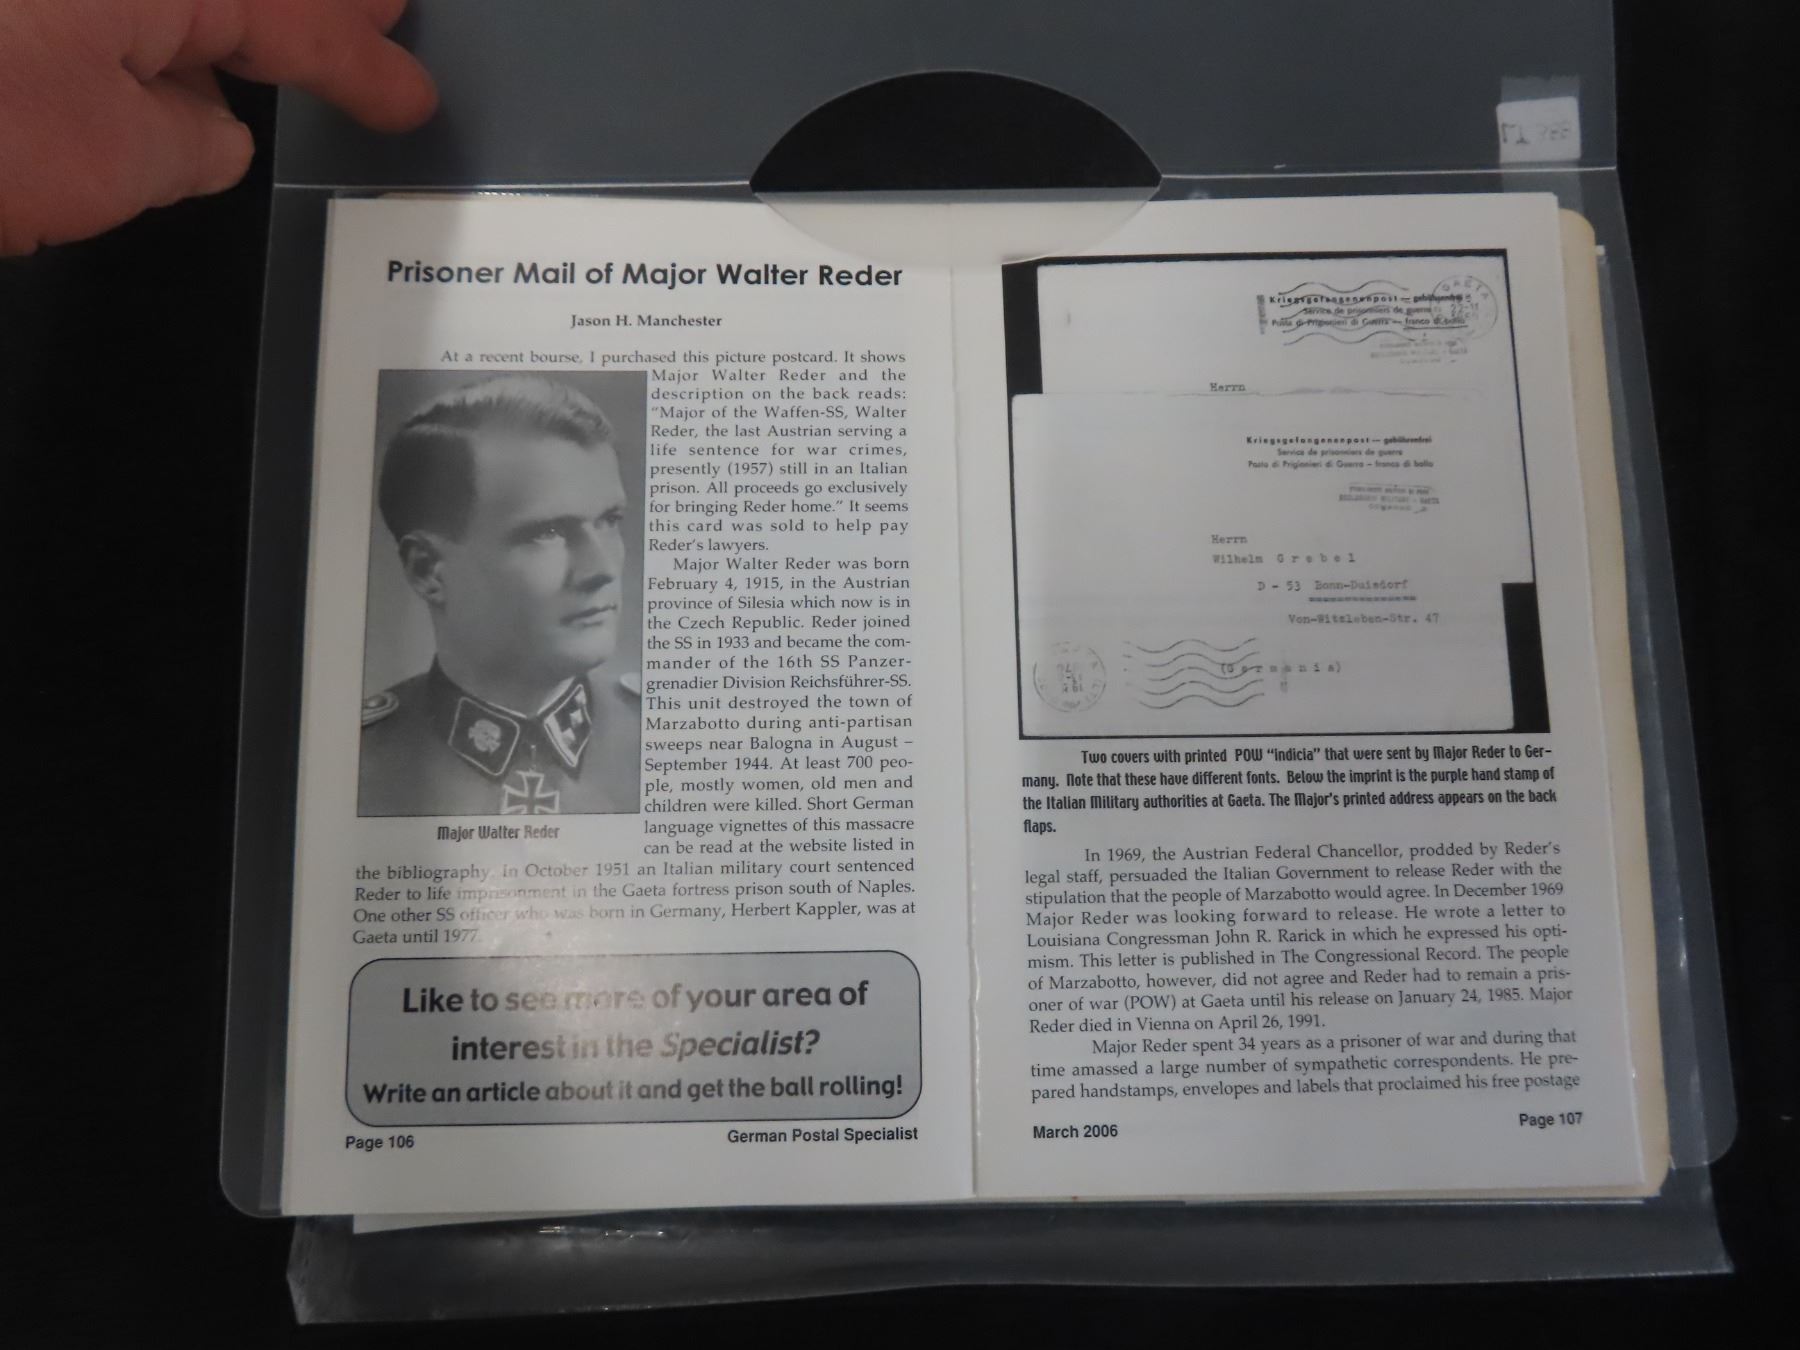 Prisoner Mail of Major Walter Reder
Jason H. Manchester
At a recent bourse, I purchased this picture postcard. It shows
Major Walter Reder and the
description on the back reads:
"Major of the Waffen-SS, Walter
Reder, the last Austrian serving a
life sentence for war crimes,
presently (1957) still in an Italian
prison. All proceeds go exclusively
for bringing Reder home." It seems
this card was sold to help pay
Reder's lawyers.
Major Walter Reder was born
February 4, 1915, in the Austrian
province of Silesia which now is in
the Czech Republic. Reder joined
the SS in 1933 and became the com-
mander of the 16th SS Panzer-
grenadier Division Reichsführer-SS.
This unit destroyed the town of
Marzabotto during anti-partisan
sweeps near Balogna in August –
September 1944. At least 700 peo-
ple, mostly women, old men and
children were killed. Short German
language vignettes of this massacre
can be read at the website listed in
Major Walter Reder
the bibliography. In October 1951 an Italian military court sentenced
Reder to life imprisonment in the Gaeta fortress prison south of Naples.
One other SS officer who was born in Germany, Herbert Kappler, was at
Gaeta until 1977.
Like to see more of your area of
interest in the Specialist?
Write an article about it and get the ball rolling!
Page 106
German Postal Specialist
Kriegsgefangenenpost — gebührenfrei
Service de prisonniers de guerre
Posta di Prigionieri di Guerra — franco di bollo
GAETA
Herrn
Kriegsgefangenenpost — gebührenfrei
Service de prisonniers de guerre
Posta di Prigionieri di Guerra – franco di bollo
Herrn
Wilhelm Grebel
D - 53 Bonn-Duisdorf
Von-Witzleben-Str. 47
(Germania)
Two covers with printed POW "indicia" that were sent by Major Reder to Ger-
many. Note that these have different fonts. Below the imprint is the purple hand stamp of
the Italian Military authorities at Gaeta. The Major's printed address appears on the back
flaps.
In 1969, the Austrian Federal Chancellor, prodded by Reder's
legal staff, persuaded the Italian Government to release Reder with the
stipulation that the people of Marzabotto would agree. In December 1969
Major Reder was looking forward to release. He wrote a letter to
Louisiana Congressman John R. Rarick in which he expressed his opti-
mism. This letter is published in The Congressional Record. The people
of Marzabotto, however, did not agree and Reder had to remain a pris-
oner of war (POW) at Gaeta until his release on January 24, 1985. Major
Reder died in Vienna on April 26, 1991.
Major Reder spent 34 years as a prisoner of war and during that
time amassed a large number of sympathetic correspondents. He pre-
pared handstamps, envelopes and labels that proclaimed his free postage
March 2006
Page 107